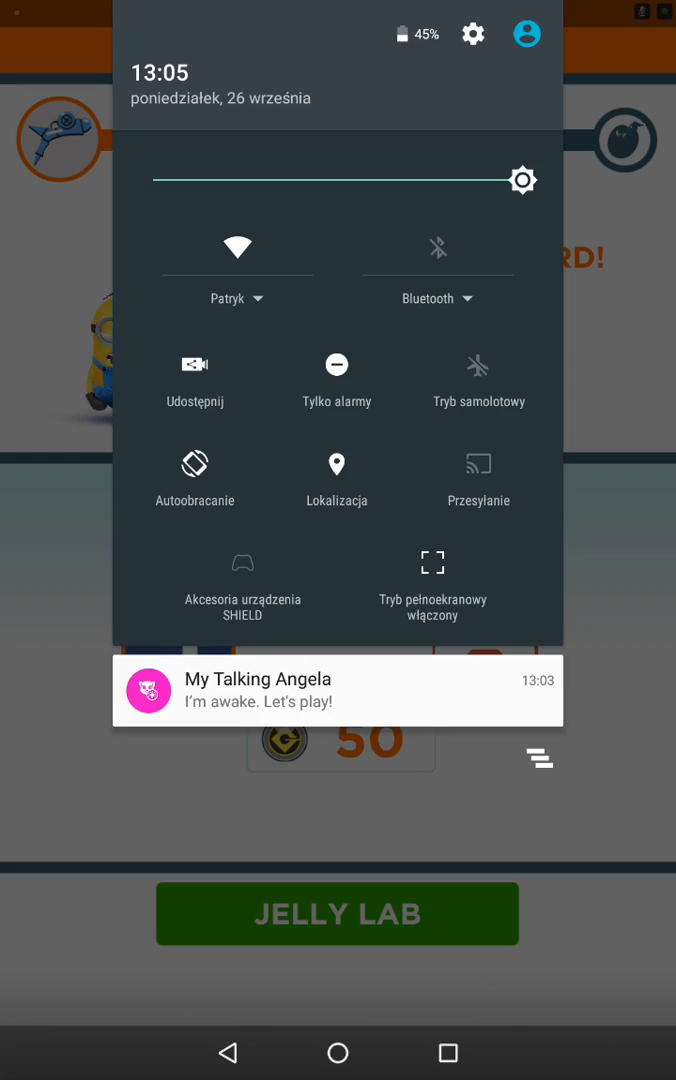 45%
13:05
poniedziałek, 26 września
RD!
Patryk
Bluetooth
Udostępnij
Tylko alarmy
Tryb samolotowy
Autoobracanie
Lokalizacja
Przesyłanie
Akcesoria urządzenia
SHIELD
Tryb pełnoekranowy
włączony
My Talking Angela
13:03
I'm awake. Let's play!
50
JELLY LAB